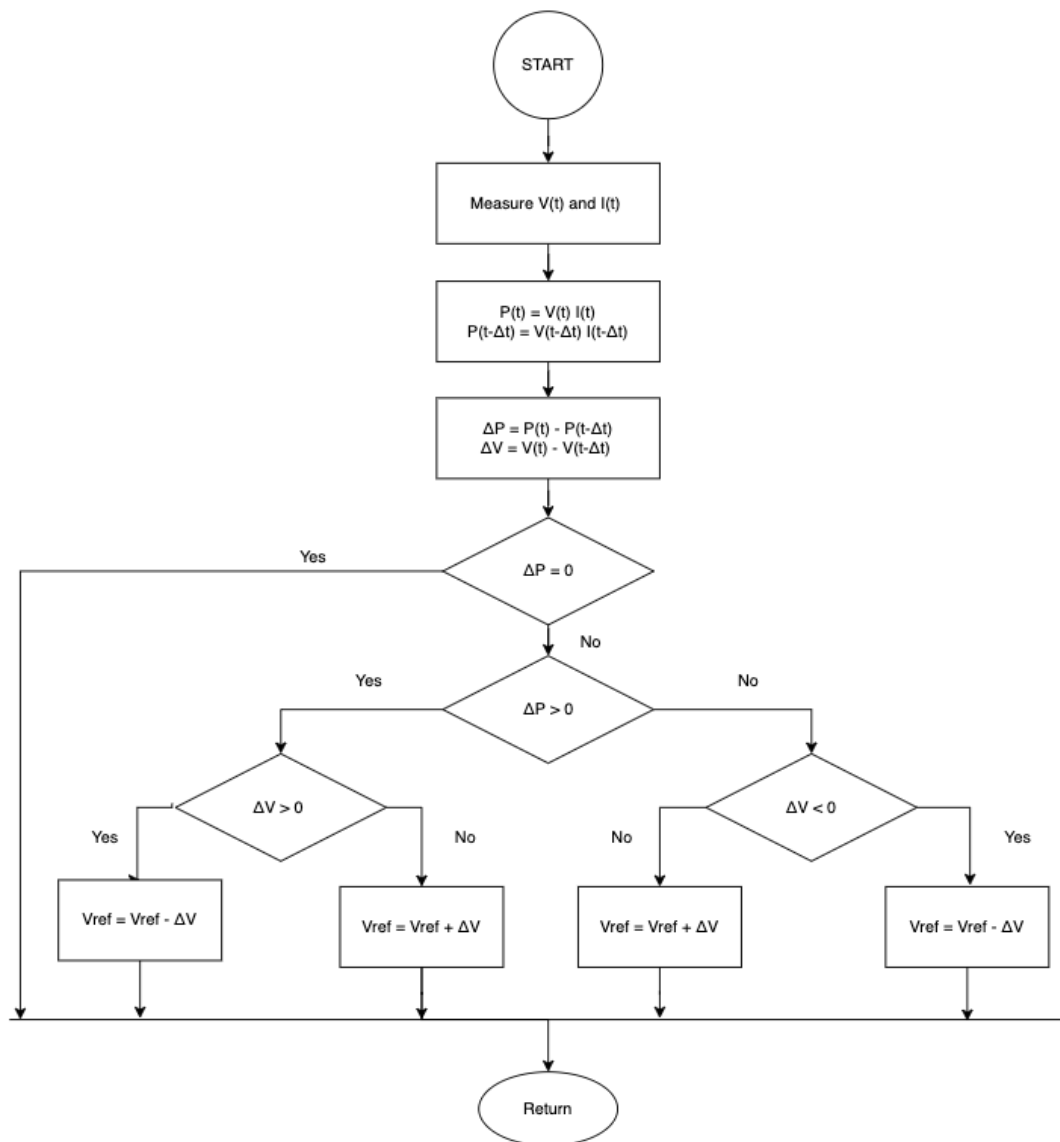 START
Measure V(t) and I(t)
P(t) = V(t) I(t)
P(t-Δt) = V(t-Δt) I(t-Δt)
ΔP = P(t) - P(t-Δt)
ΔV = V(t) - V(t-Δt)
Yes
ΔP = 0
No
Yes
ΔP > 0
No
ΔV > 0
ΔV < 0
Yes
No
No
Yes
Vref = Vref - ΔV
Vref = Vref + ΔV
Vref = Vref + ΔV
Vref = Vref - ΔV
Return